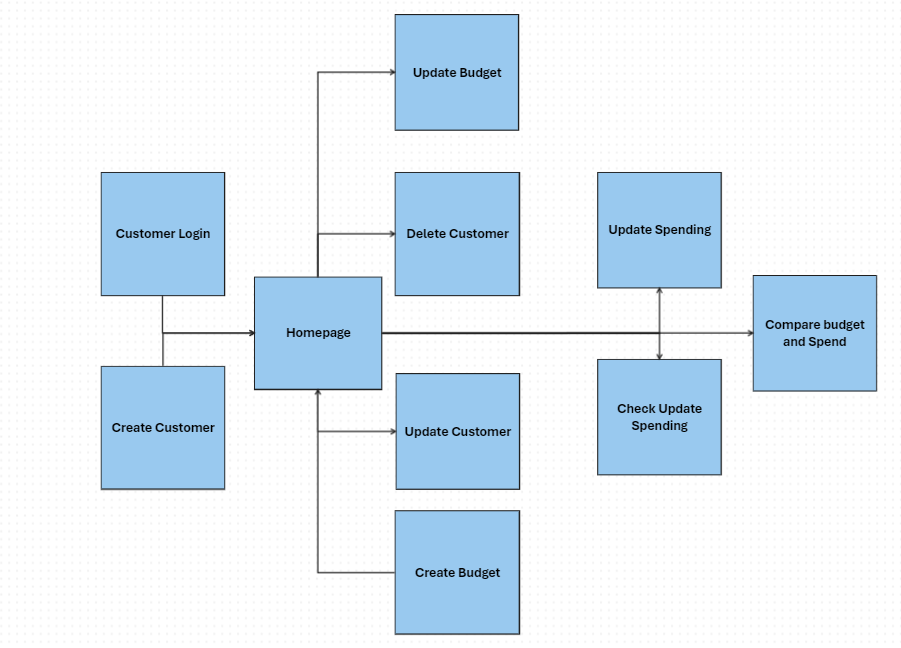 Update Budget
Customer Login
Delete Customer
Update Spending
Homepage
Compare budget
and Spend
Create Customer
Update Customer
Check Update
Spending
Create Budget